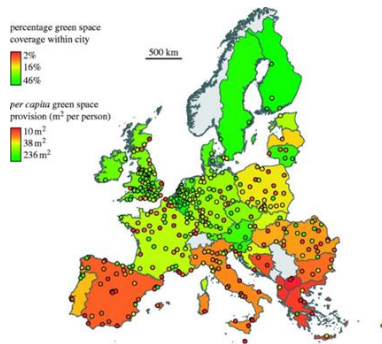 percentage green space
coverage within city
2%
16%
46%
500 km
per capita green space
provision (m² per person)
10 m²
38 m²
236 m²